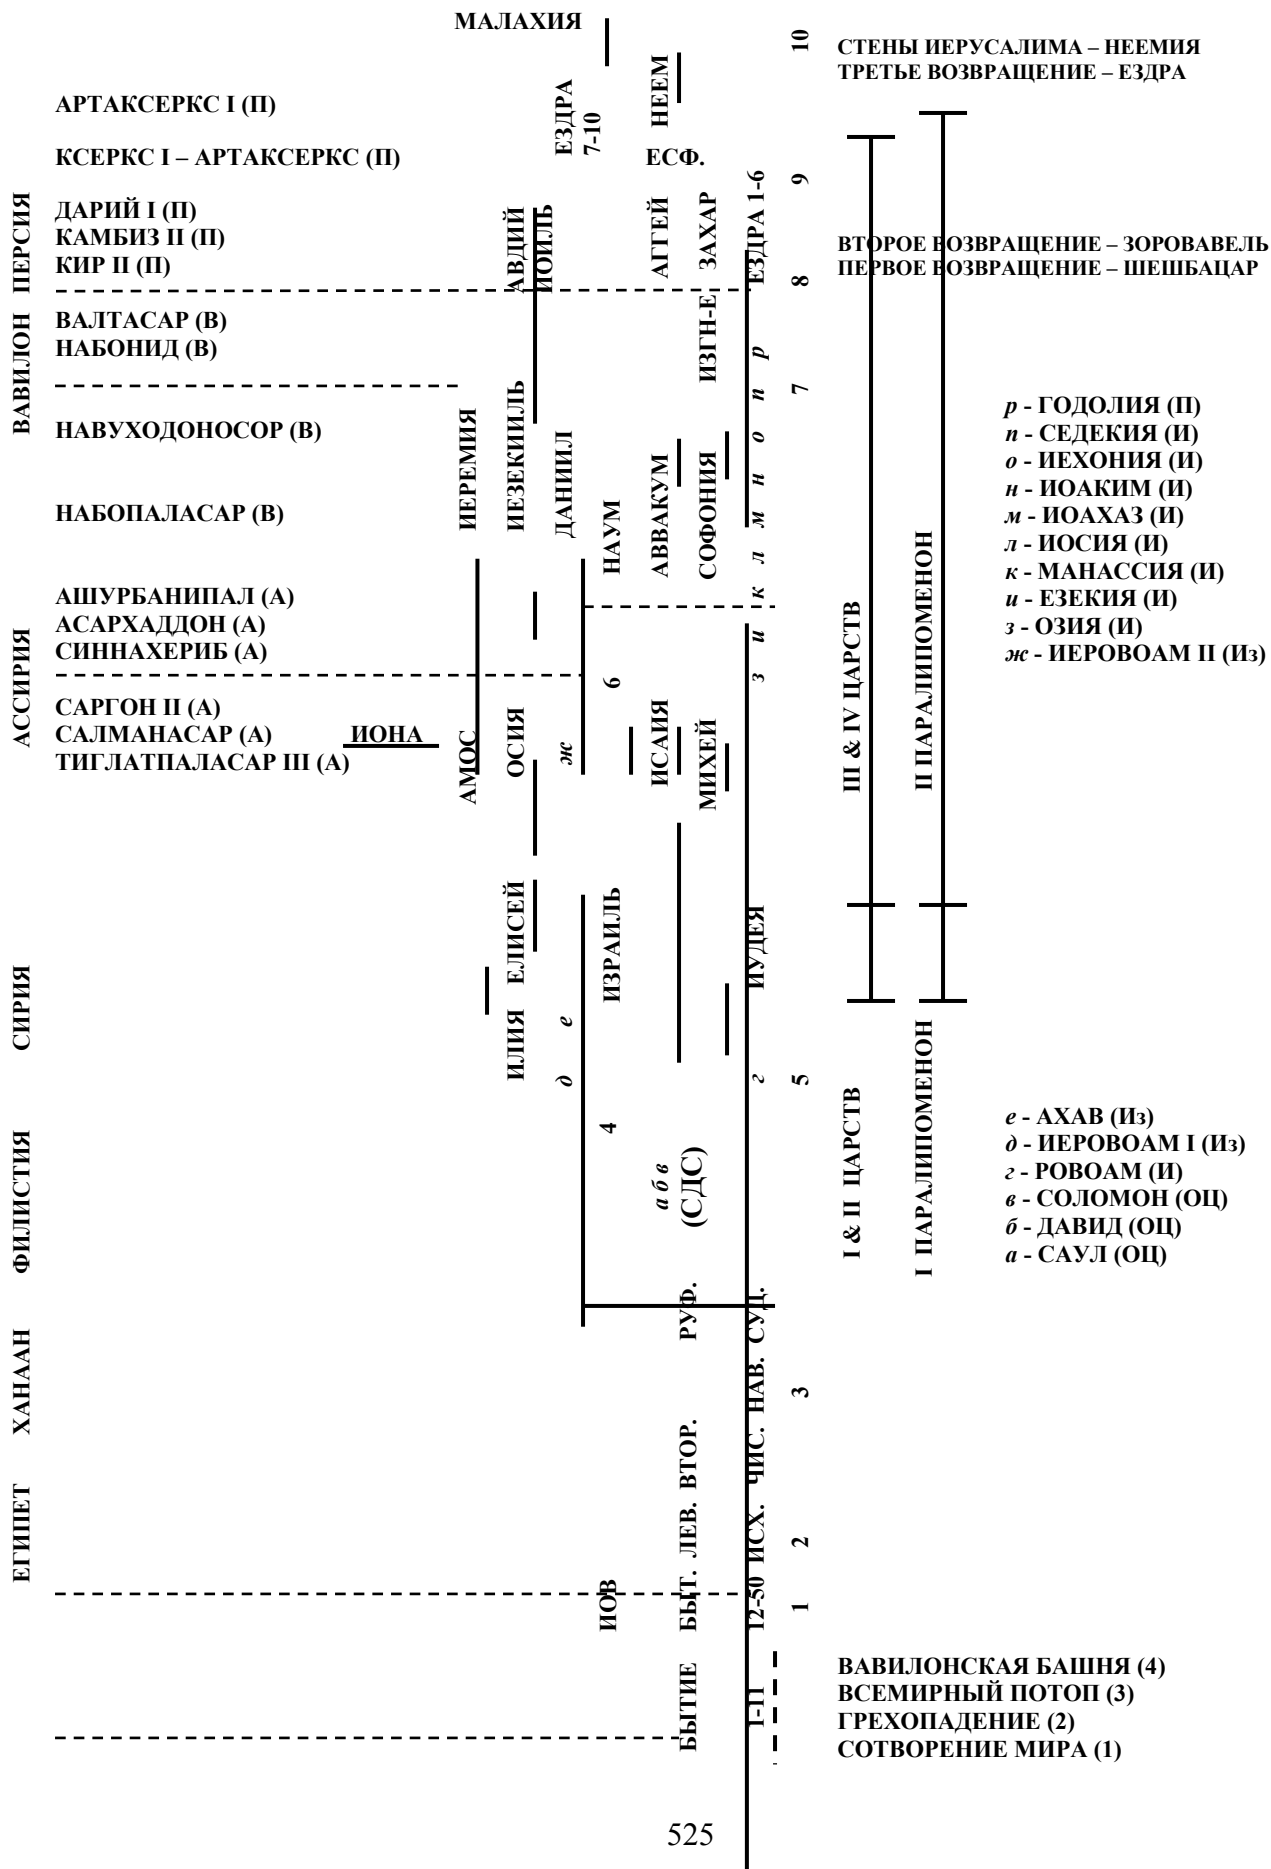 МАЛАХИЯ
10
СТЕНЫ ИЕРУСАЛИМА – НЕЕМИЯ
ТРЕТЬЕ ВОЗВРАЩЕНИЕ – ЕЗДРА
АРТАКСЕРКС I (П)
ЕЗДРА
7-10
НЕЕМ
КСЕРКС I – АРТАКСЕРКС (П)
ЕСФ.
9
ПЕРСИЯ
ДАРИЙ I (П)
КАМБИЗ II (П)
КИР II (П)
АВДИЙ
ИОИЛЬ
АГГЕЙ
ЗАХАР
ЕЗДРА 1-6
8
ВТОРОЕ ВОЗВРАЩЕНИЕ – ЗОРОВАВЕЛЬ
ПЕРВОЕ ВОЗВРАЩЕНИЕ – ШЕШБАЦАР
ВАВИЛОН
ВАЛТАСАР (В)
НАБОНИД (В)
ИЗГН-Е
7
НАВУХОДОНОСОР (В)
НАБОПАЛАСАР (В)
ИЕРЕМИЯ
ИЕЗЕКИИЛЬ
ДАНИИЛ
НАУМ
АВВАКУМ
СОФОНИЯ
з и к л м н о п р
р - ГОДОЛИЯ (П)
п - СЕДЕКИЯ (И)
о - ИЕХОНИЯ (И)
н - ИОАКИМ (И)
м - ИОАХАЗ (И)
л - ИОСИЯ (И)
к - МАНАССИЯ (И)
и - ЕЗЕКИЯ (И)
з - ОЗИЯ (И)
ж - ИЕРОВОАМ II (Из)
АССИРИЯ
АШУРБАНИПАЛ (А)
АСАРХАДДОН (А)
СИННАХЕРИБ (А)
САРГОН II (А)
САЛМАНАСАР (А)
ТИГЛАТПАЛАСАР III (А)
ИОНА
АМОС
ОСИЯ
ж
6
ИСАИЯ
МИХЕЙ
III & IV ЦАРСТВ
II ПАРАЛИПОМЕНОН
СИРИЯ
ИЛИЯ ЕЛИСЕЙ
д е
ИЗРАИЛЬ
4
ИУДЕЯ
г
5
ФИЛИСТИЯ
а б в
(СДС)
I & II ЦАРСТВ
I ПАРАЛИПОМЕНОН
е - АХАВ (Из)
д - ИЕРОВОАМ I (Из)
г - РОВОАМ (И)
в - СОЛОМОН (ОЦ)
б - ДАВИД (ОЦ)
а - САУЛ (ОЦ)
ХАНААН
ЕГИПЕТ
ИОВ
БЫТ. ЛЕВ. ВТОР. РУФ.
12-50 ИСХ. ЧИС. НАВ. СУД.
3
2
1
БЫТИЕ
1-11
ВАВИЛОНСКАЯ БАШНЯ (4)
ВСЕМИРНЫЙ ПОТОП (3)
ГРЕХОПАДЕНИЕ (2)
СОТВОРЕНИЕ МИРА (1)
525